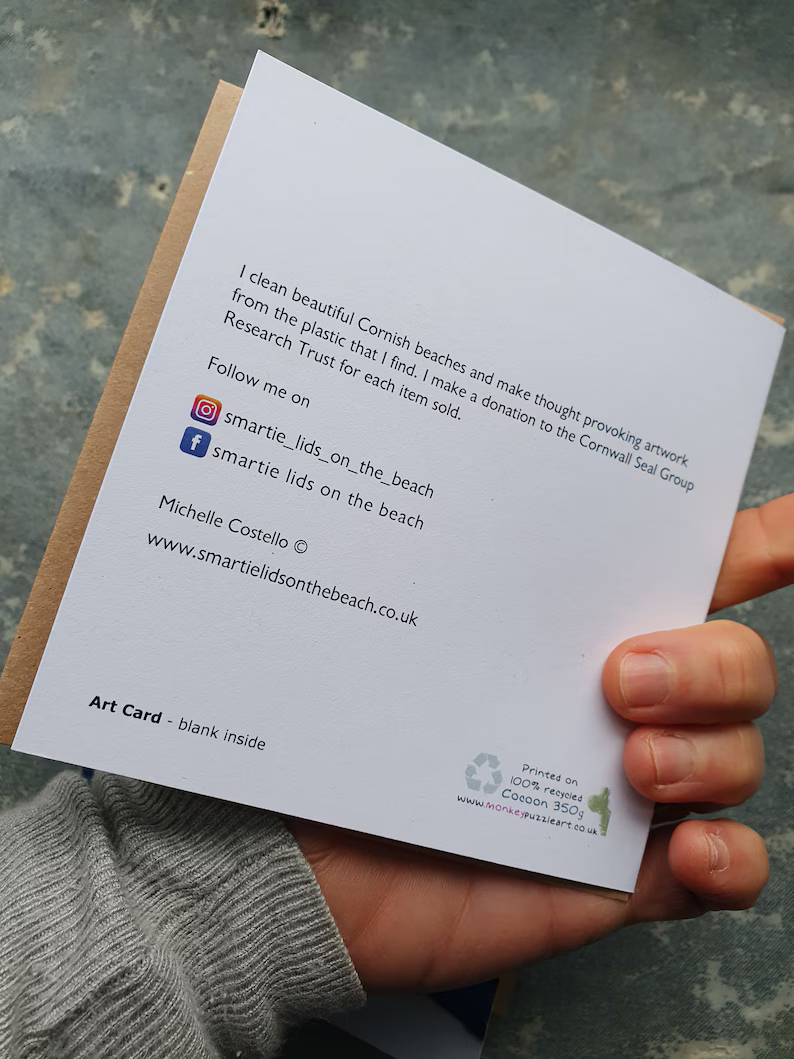 I clean beautiful Cornish beaches and make thought provoking artwork
from the plastic that I find. I make a donation to the Cornwall Seal Group
Research Trust for each item sold.
Follow me on
smartie_lids_on_the_beach
smartie lids on the beach
Michelle Costello ©
www.smartielidsonthebeach.co.uk
Art Card - blank inside
Printed on
100% recycled
Cocoon 350g
www.monkeypuzzleart.co.uk